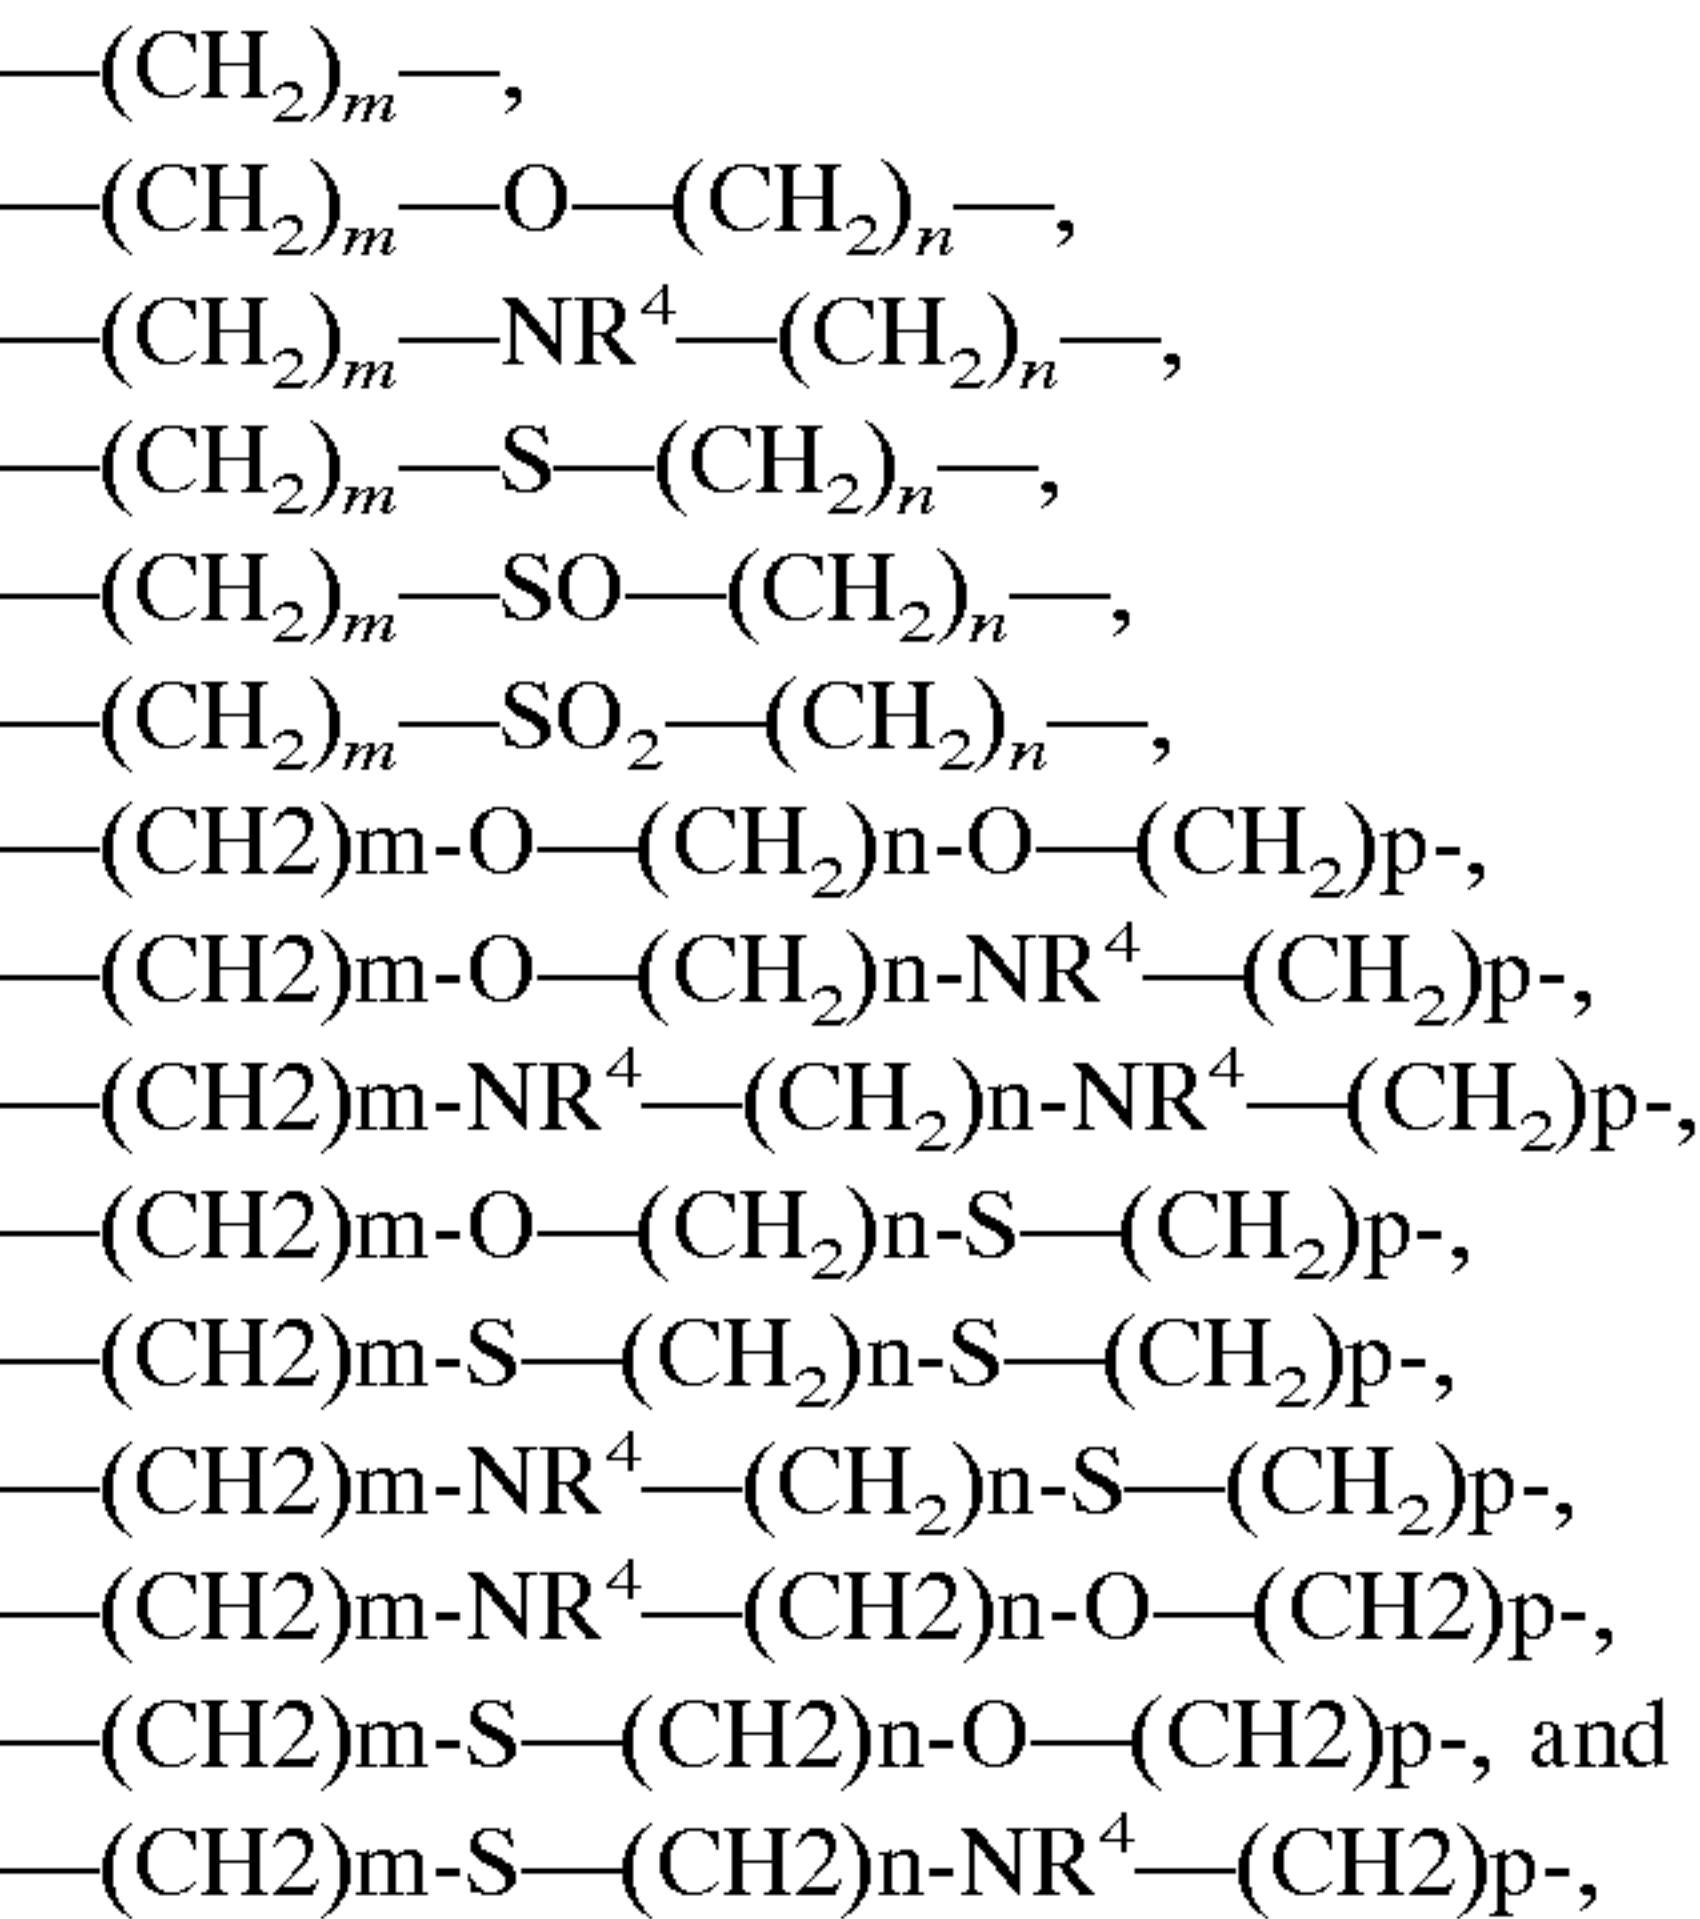 —(CH₂)ₘ—,
—(CH₂)ₘ—O—(CH₂)ₙ—,
—(CH₂)ₘ—NR⁴—(CH₂)ₙ—,
—(CH₂)ₘ—S—(CH₂)ₙ—,
—(CH₂)ₘ—SO—(CH₂)ₙ—,
—(CH₂)ₘ—SO₂—(CH₂)ₙ—,
—(CH2)m-O—(CH₂)n-O—(CH₂)p-,
—(CH2)m-O—(CH₂)n-NR⁴—(CH₂)p-,
—(CH2)m-NR⁴—(CH₂)n-NR⁴—(CH₂)p-,
—(CH2)m-O—(CH₂)n-S—(CH₂)p-,
—(CH2)m-S—(CH₂)n-S—(CH₂)p-,
—(CH2)m-NR⁴—(CH₂)n-S—(CH₂)p-,
—(CH2)m-NR⁴—(CH2)n-O—(CH2)p-,
—(CH2)m-S—(CH2)n-O—(CH2)p-, and
—(CH2)m-S—(CH2)n-NR⁴—(CH2)p-,